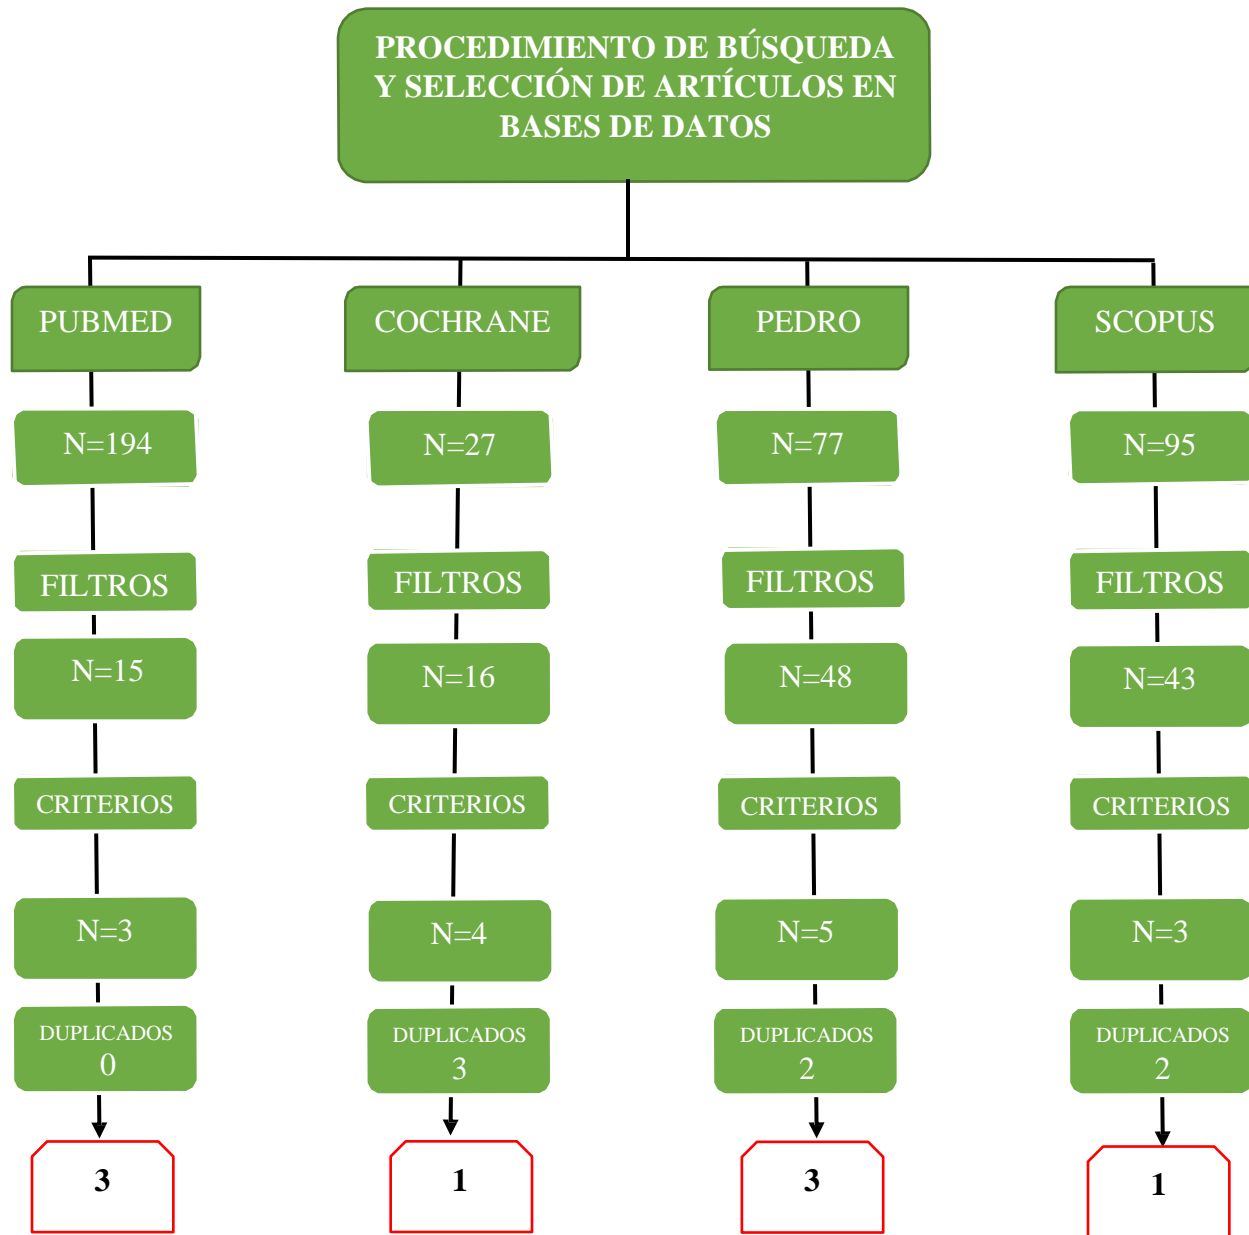 PROCEDIMIENTO DE BÚSQUEDA
Y SELECCIÓN DE ARTÍCULOS EN
BASES DE DATOS
PUBMED
COCHRANE
PEDRO
SCOPUS
N=194
N=27
N=77
N=95
FILTROS
FILTROS
FILTROS
FILTROS
N=15
N=16
N=48
N=43
CRITERIOS
CRITERIOS
CRITERIOS
CRITERIOS
N=3
N=4
N=5
N=3
DUPLICADOS
0
DUPLICADOS
3
DUPLICADOS
2
DUPLICADOS
2
3
1
3
1